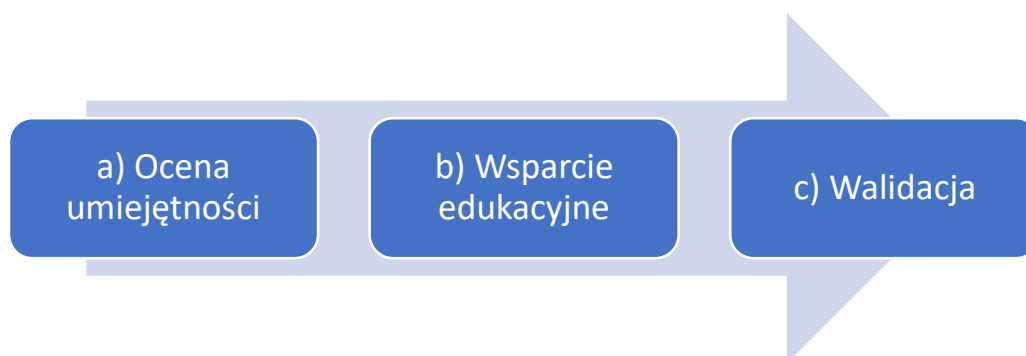 a) Ocena
umiejętności
b) Wsparcie
edukacyjne
c) Walidacja